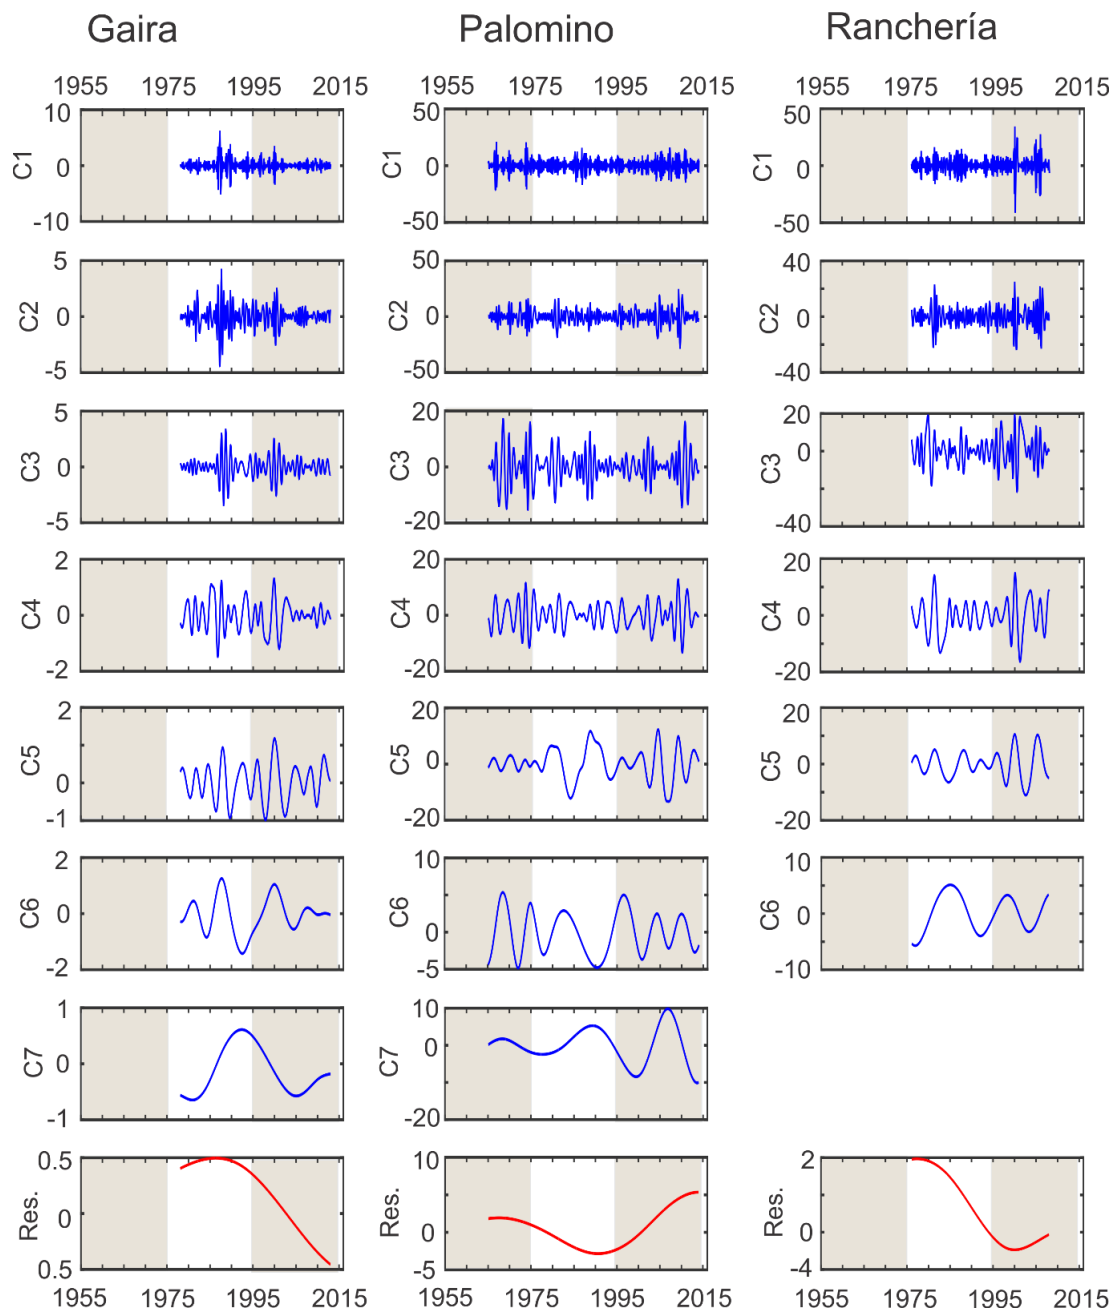 Gaira Palomino Ranchería
1955 1975 1995 2015 1955 1975 1995 2015 1955 1975 1995 2015
10 50 50
C1 0 C1 0 C1 0
-10 -50 -50
5 50 40
C2 0 C2 0 C2 0
-5 -50 -40
5 20 20
C3 0 C3 0 C3 0
-5 -20 -40
2 20 20
C4 0 C4 0 C4 0
-2 -20 -20
2 20 20
C5 0 C5 0 C5 0
-1 -20 -20
2 10 10
C6 0 C6 0 C6 0
-2 -5 -10
1 10
C7 0 C7 0
-1 -20
0.5 10 2
Res. 0 Res. 0 Res. 0
0.5 -5 -4
1955 1975 1995 2015 1955 1975 1995 2015 1955 1975 1995 2015